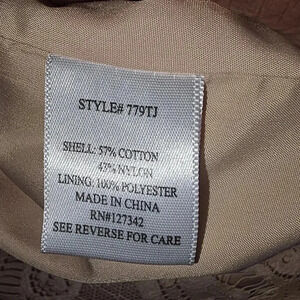 STYLE# 779TJ
SHELL: 57% COTTON
43% NYLON
LINING: 100% POLYESTER
MADE IN CHINA
RN#127342
SEE REVERSE FOR CARE